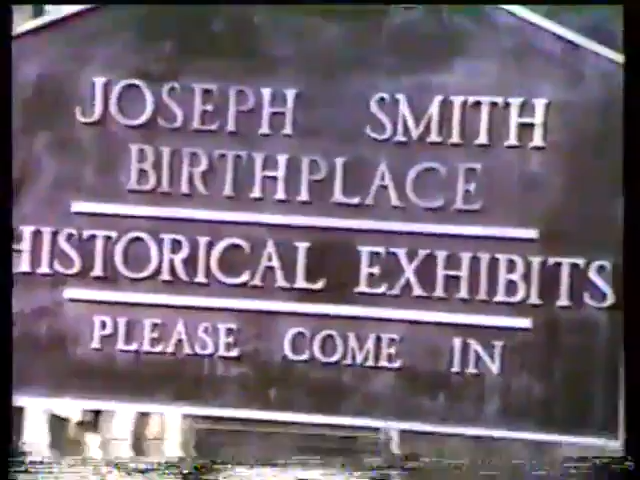 JOSEPH SMITH
BIRTHPLACE
HISTORICAL EXHIBITS
PLEASE COME IN